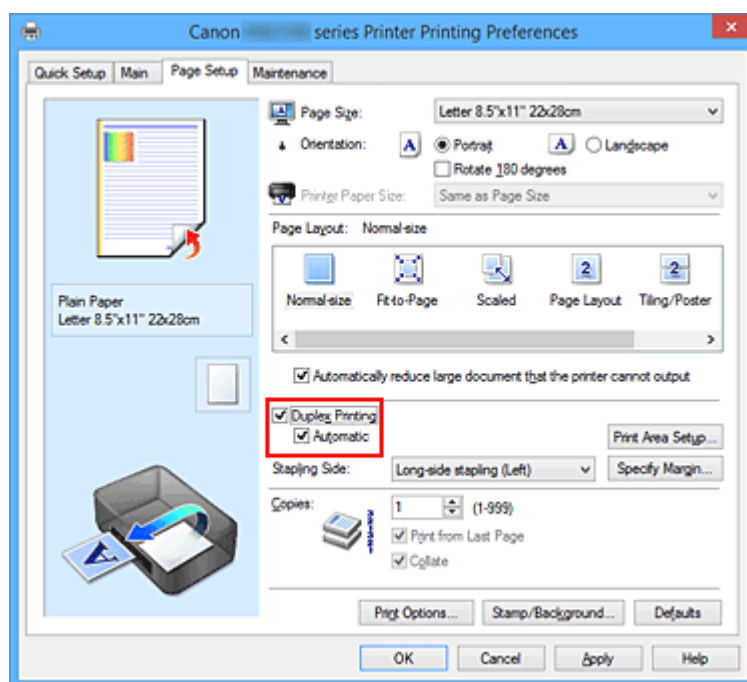 Canon series Printer Printing Preferences
Quick Setup Main Page Setup Maintenance
Page Size: Letter 8.5"x11" 22x28cm
Orientation: A Portrait A Landscape
Rotate 180 degrees
Printer Paper Size: Same as Page Size
Page Layout: Normal-size
2 2
Normal-size Fit-to-Page Scaled Page Layout Tiling/Poster
Plain Paper
Letter 8.5"x11" 22x28cm
Automatically reduce large document that the printer cannot output
Duplex Printing
Automatic
Print Area Setup...
Stapling Side: Long-side stapling (Left) Specify Margin...
Copies: 1 (1-999)
Print from Last Page
Collate
A
Print Options... Stamp/Background... Defaults
OK Cancel Apply Help